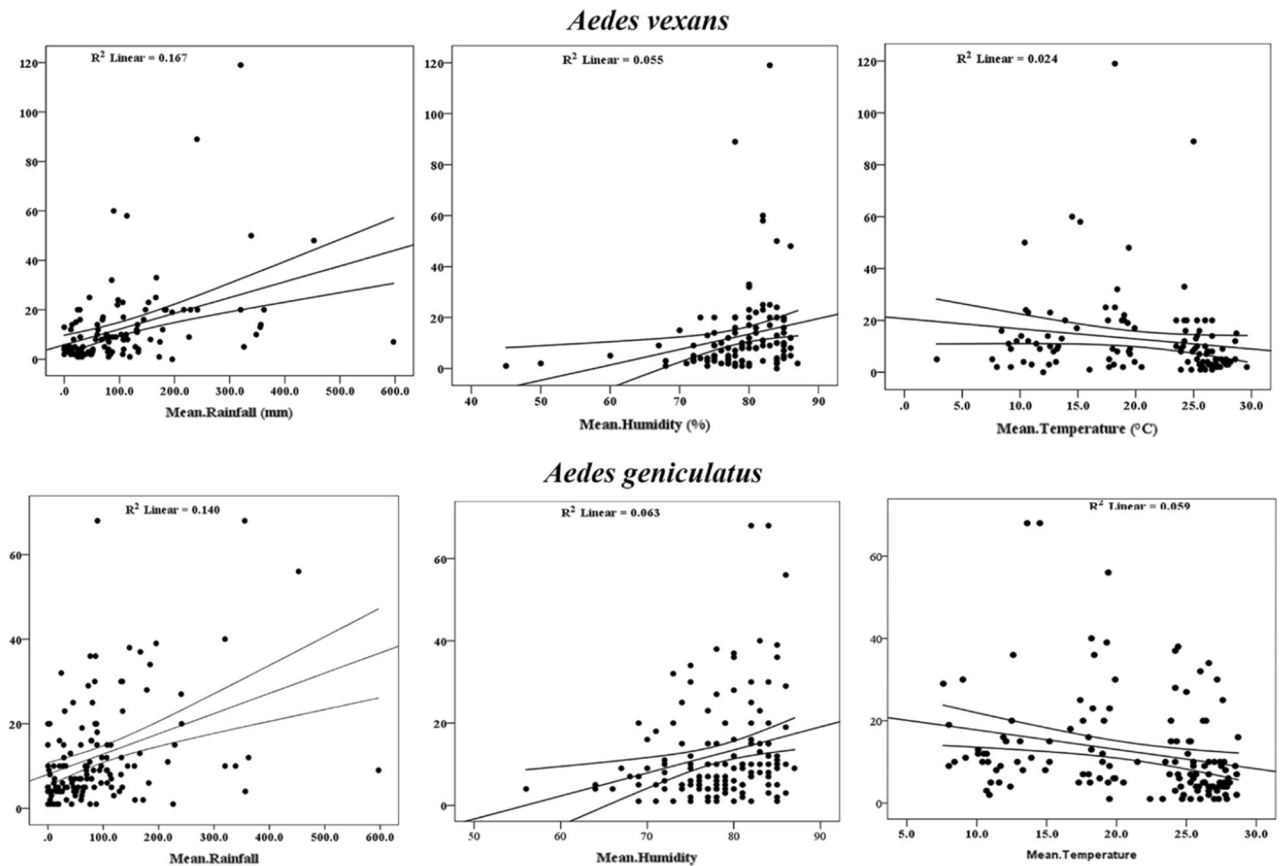 Aedes vexans
R² Linear = 0.167
120
100
80
60
40
20
0
.0 100.0 200.0 300.0 400.0 500.0 600.0
Mean.Rainfall (mm)
R² Linear = 0.055
120
100
80
60
40
20
0
40 50 60 70 80 90
Mean.Humidity (%)
R² Linear = 0.024
120
100
80
60
40
20
0
.0 5.0 10.0 15.0 20.0 25.0 30.0
Mean.Temperature (°C)
Aedes geniculatus
R² Linear = 0.140
60
40
20
0
.0 100.0 200.0 300.0 400.0 500.0 600.0
Mean.Rainfall
R² Linear = 0.063
60
40
20
0
50 60 70 80 90
Mean.Humidity
R² Linear = 0.059
60
40
20
0
5.0 10.0 15.0 20.0 25.0 30.0
Mean.Temperature